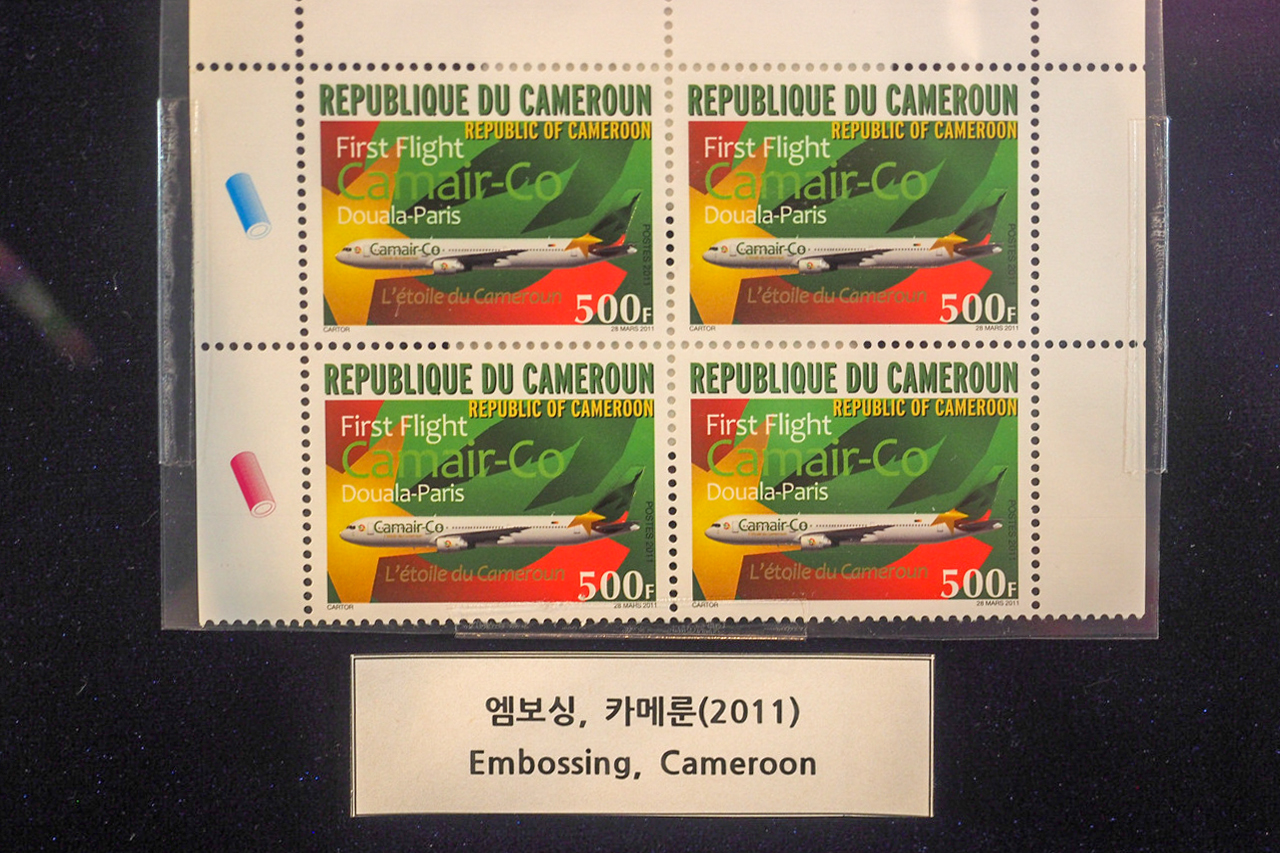 REPUBLIQUE DU CAMEROUN
REPUBLIC OF CAMEROON
First Flight
Camair-Co
Douala-Paris
Camair-Co
POSTES 2011
L'étoile du Cameroun
500F
CARTOR
28 MARS 2011
REPUBLIQUE DU CAMEROUN
REPUBLIC OF CAMEROON
First Flight
Camair-Co
Douala-Paris
Camair-Co
POSTES 2011
L'étoile du Cameroun
500F
CARTOR
28 MARS 2011
REPUBLIQUE DU CAMEROUN
REPUBLIC OF CAMEROON
First Flight
Camair-Co
Douala-Paris
Camair-Co
POSTES 2011
L'étoile du Cameroun
500F
CARTOR
28 MARS 2011
REPUBLIQUE DU CAMEROUN
REPUBLIC OF CAMEROON
First Flight
Camair-Co
Douala-Paris
Camair-Co
POSTES 2011
L'étoile du Cameroun
500F
CARTOR
28 MARS 2011
엠보싱, 카메룬(2011)
Embossing, Cameroon